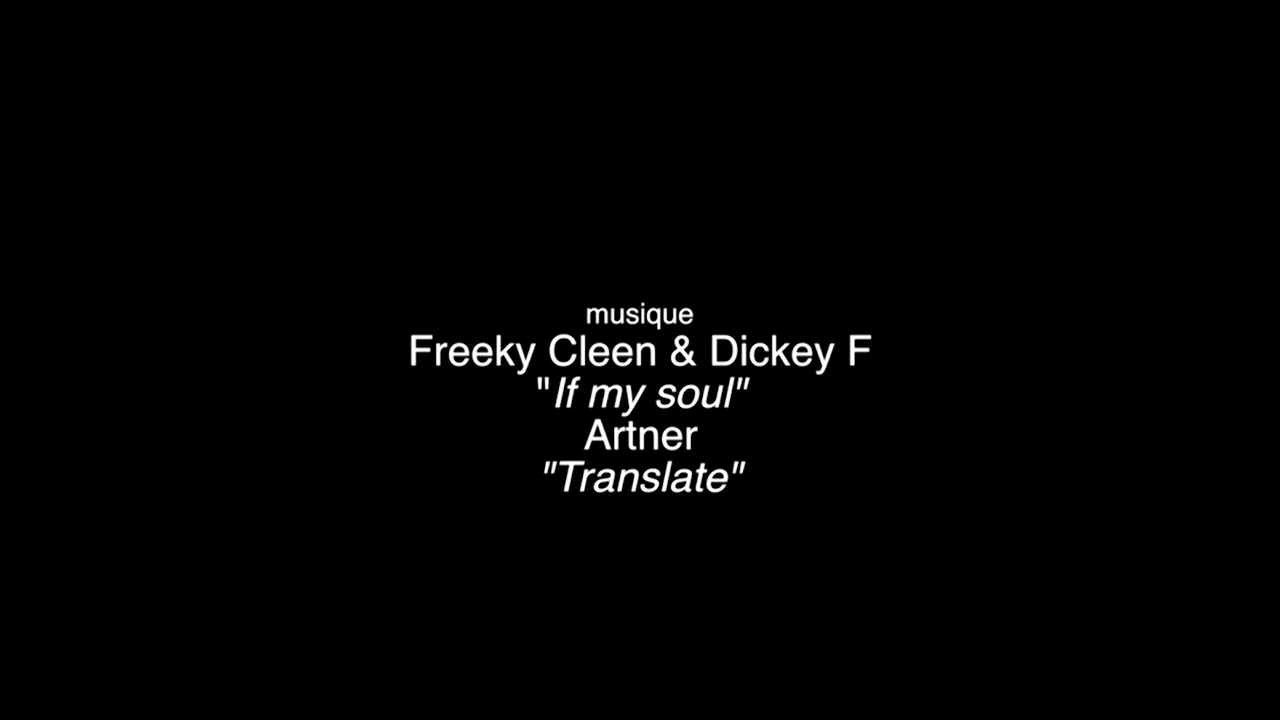 musique
Freeky Cleen & Dickey F
"If my soul"
Artner
"Translate"